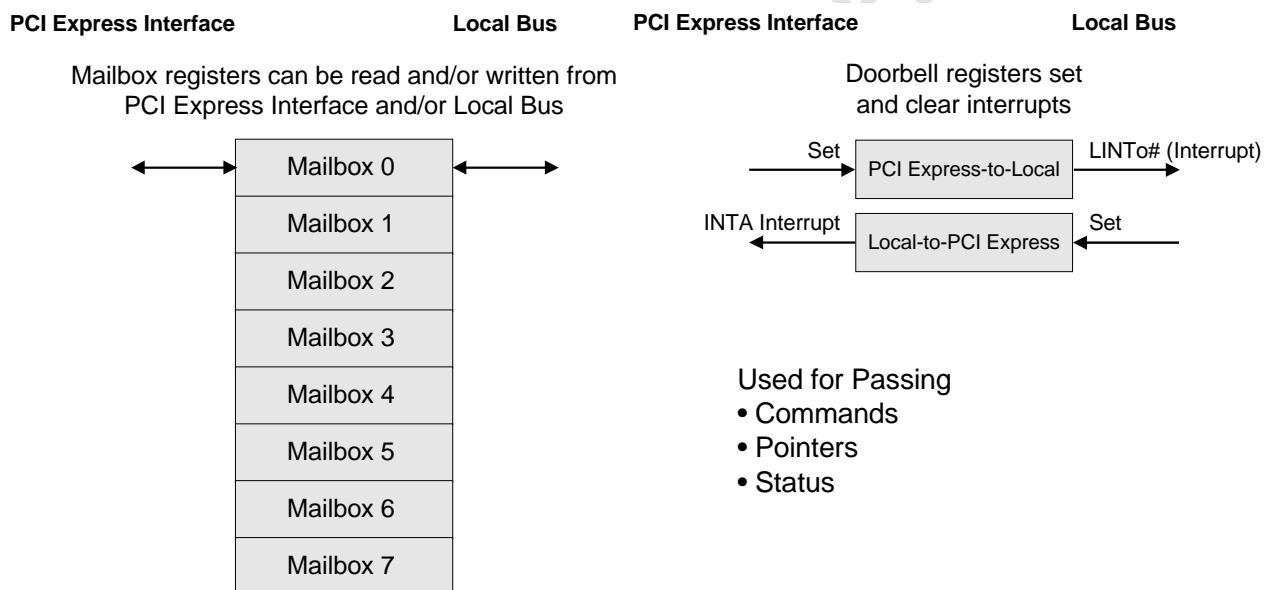 PCI Express Interface
Local Bus
Mailbox registers can be read and/or written from
PCI Express Interface and/or Local Bus
Mailbox 0
Mailbox 1
Mailbox 2
Mailbox 3
Mailbox 4
Mailbox 5
Mailbox 6
Mailbox 7
PCI Express Interface
Local Bus
Doorbell registers set
and clear interrupts
Set
PCI Express-to-Local
LINTo# (Interrupt)
INTA Interrupt
Local-to-PCI Express
Set
Used for Passing
• Commands
• Pointers
• Status